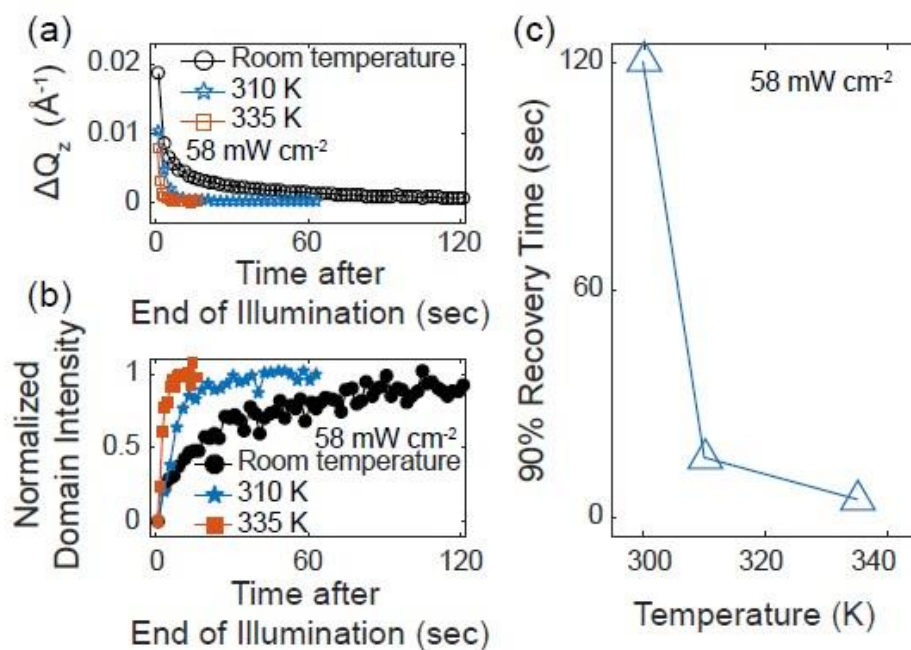 (a)
0.02
0.01
0
ΔQz (Å-1)
Room temperature
310 K
335 K
58 mW cm-2
0 60 120
Time after
End of Illumination (sec)
(b)
1
0.5
0
Normalized
Domain Intensity
58 mW cm-2
Room temperature
310 K
335 K
0 60 120
Time after
End of Illumination (sec)
(c)
120
60
0
90% Recovery Time (sec)
58 mW cm-2
300 320 340
Temperature (K)